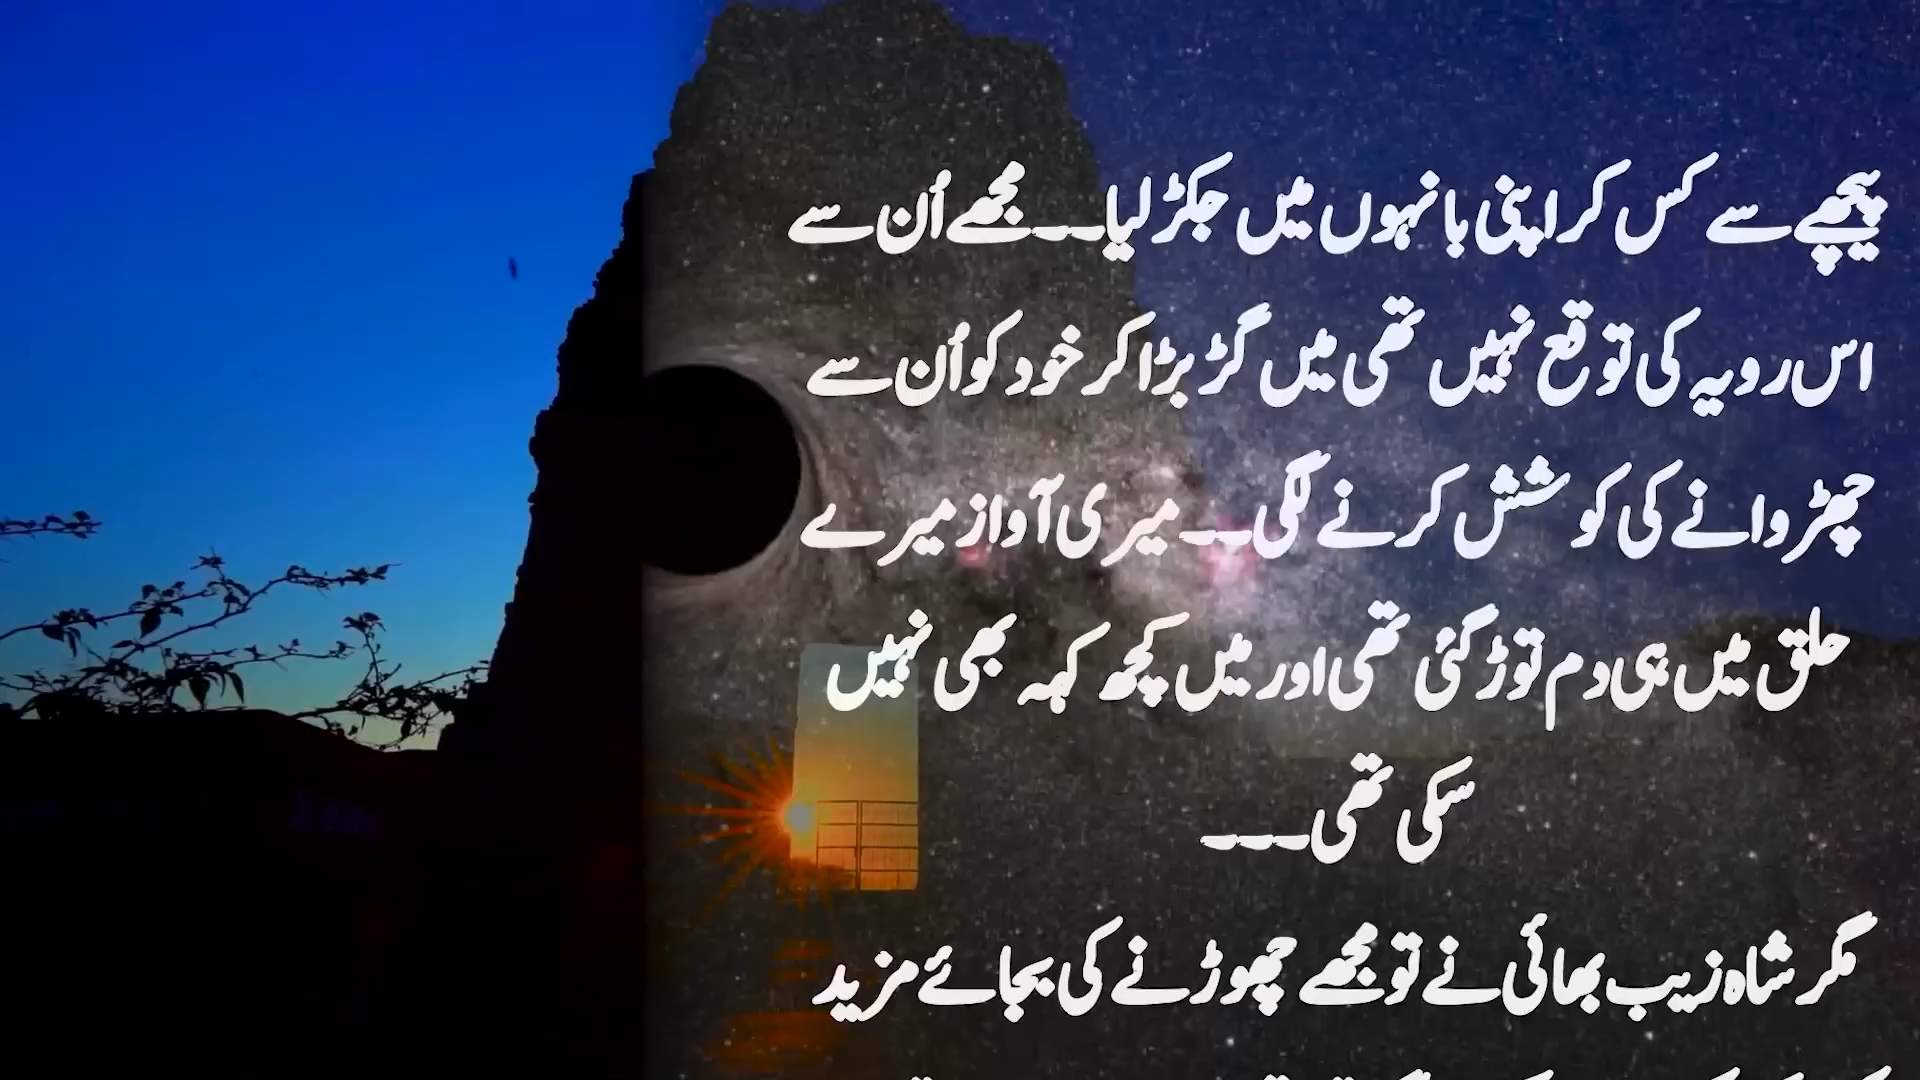 پیچھے سے کس کر اپنی بانہوں میں جکڑ لیا۔۔۔ مجھے اُن سے
اس رویہ کی توقع نہیں تھی میں گڑبڑا کر خود کو اُن سے
چھڑوانے کی کوشش کرنے لگی۔۔ میری آواز میرے
حلق میں ہی دم توڑ گئی تھی اور میں کچھ کہہ بھی نہیں
سکی تھی۔۔۔
مگر شاہ زیب بھائی نے تو مجھے چھوڑنے کی بجائے مزید